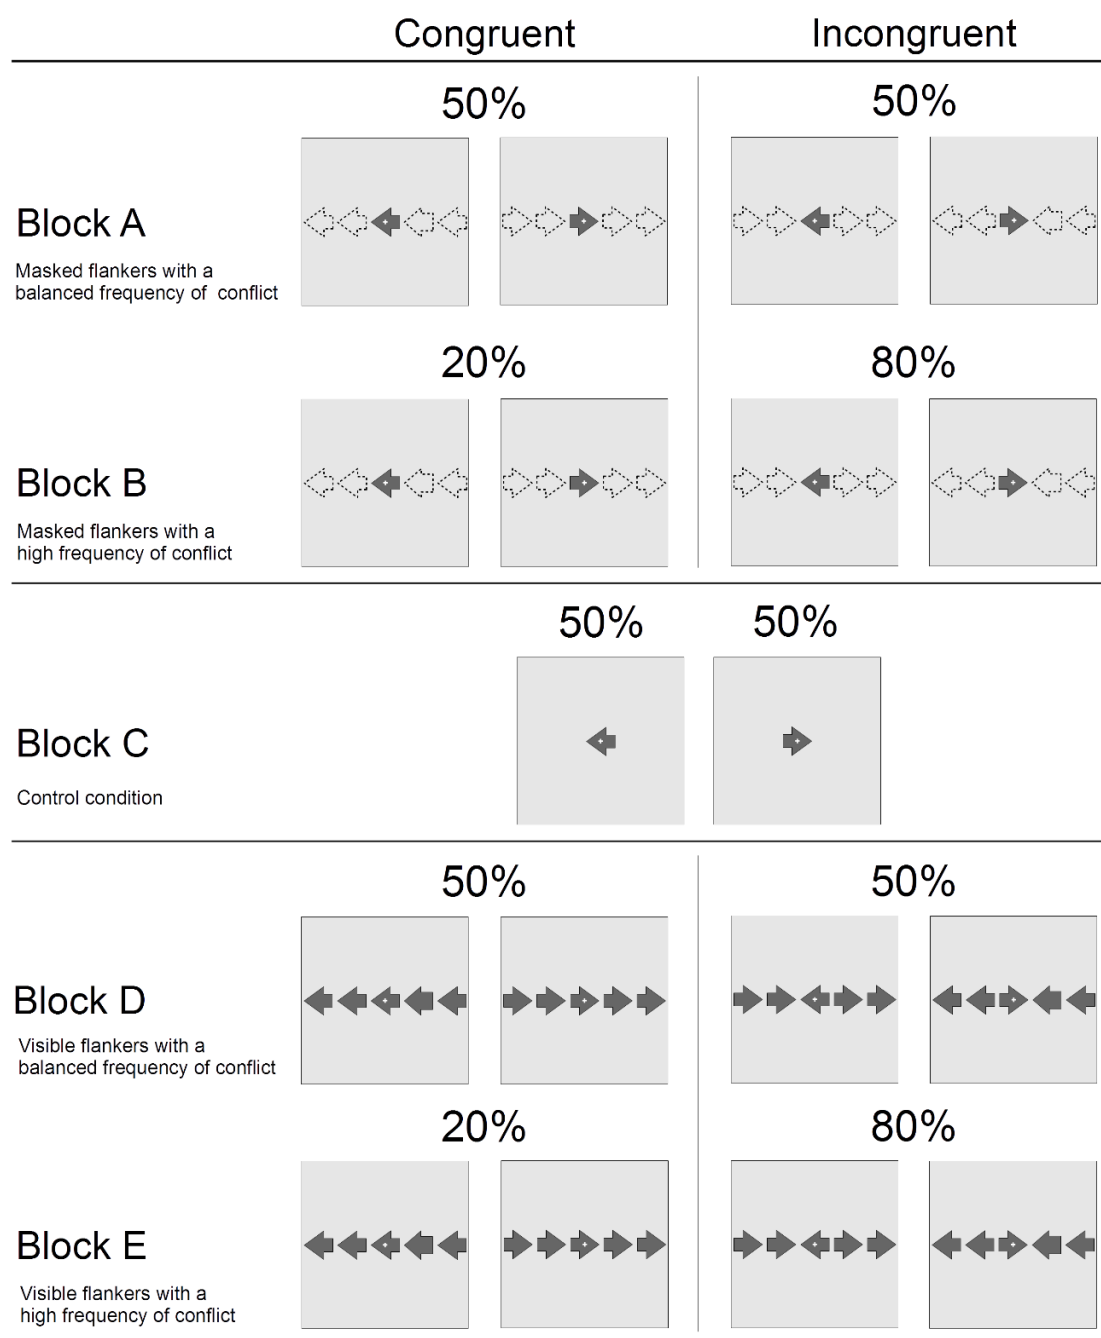 Congruent Incongruent
50% 50%
Block A
Masked flankers with a
balanced frequency of conflict
20% 80%
Block B
Masked flankers with a
high frequency of conflict
50% 50%
Block C
Control condition
50% 50%
Block D
Visible flankers with a
balanced frequency of conflict
20% 80%
Block E
Visible flankers with a
high frequency of conflict